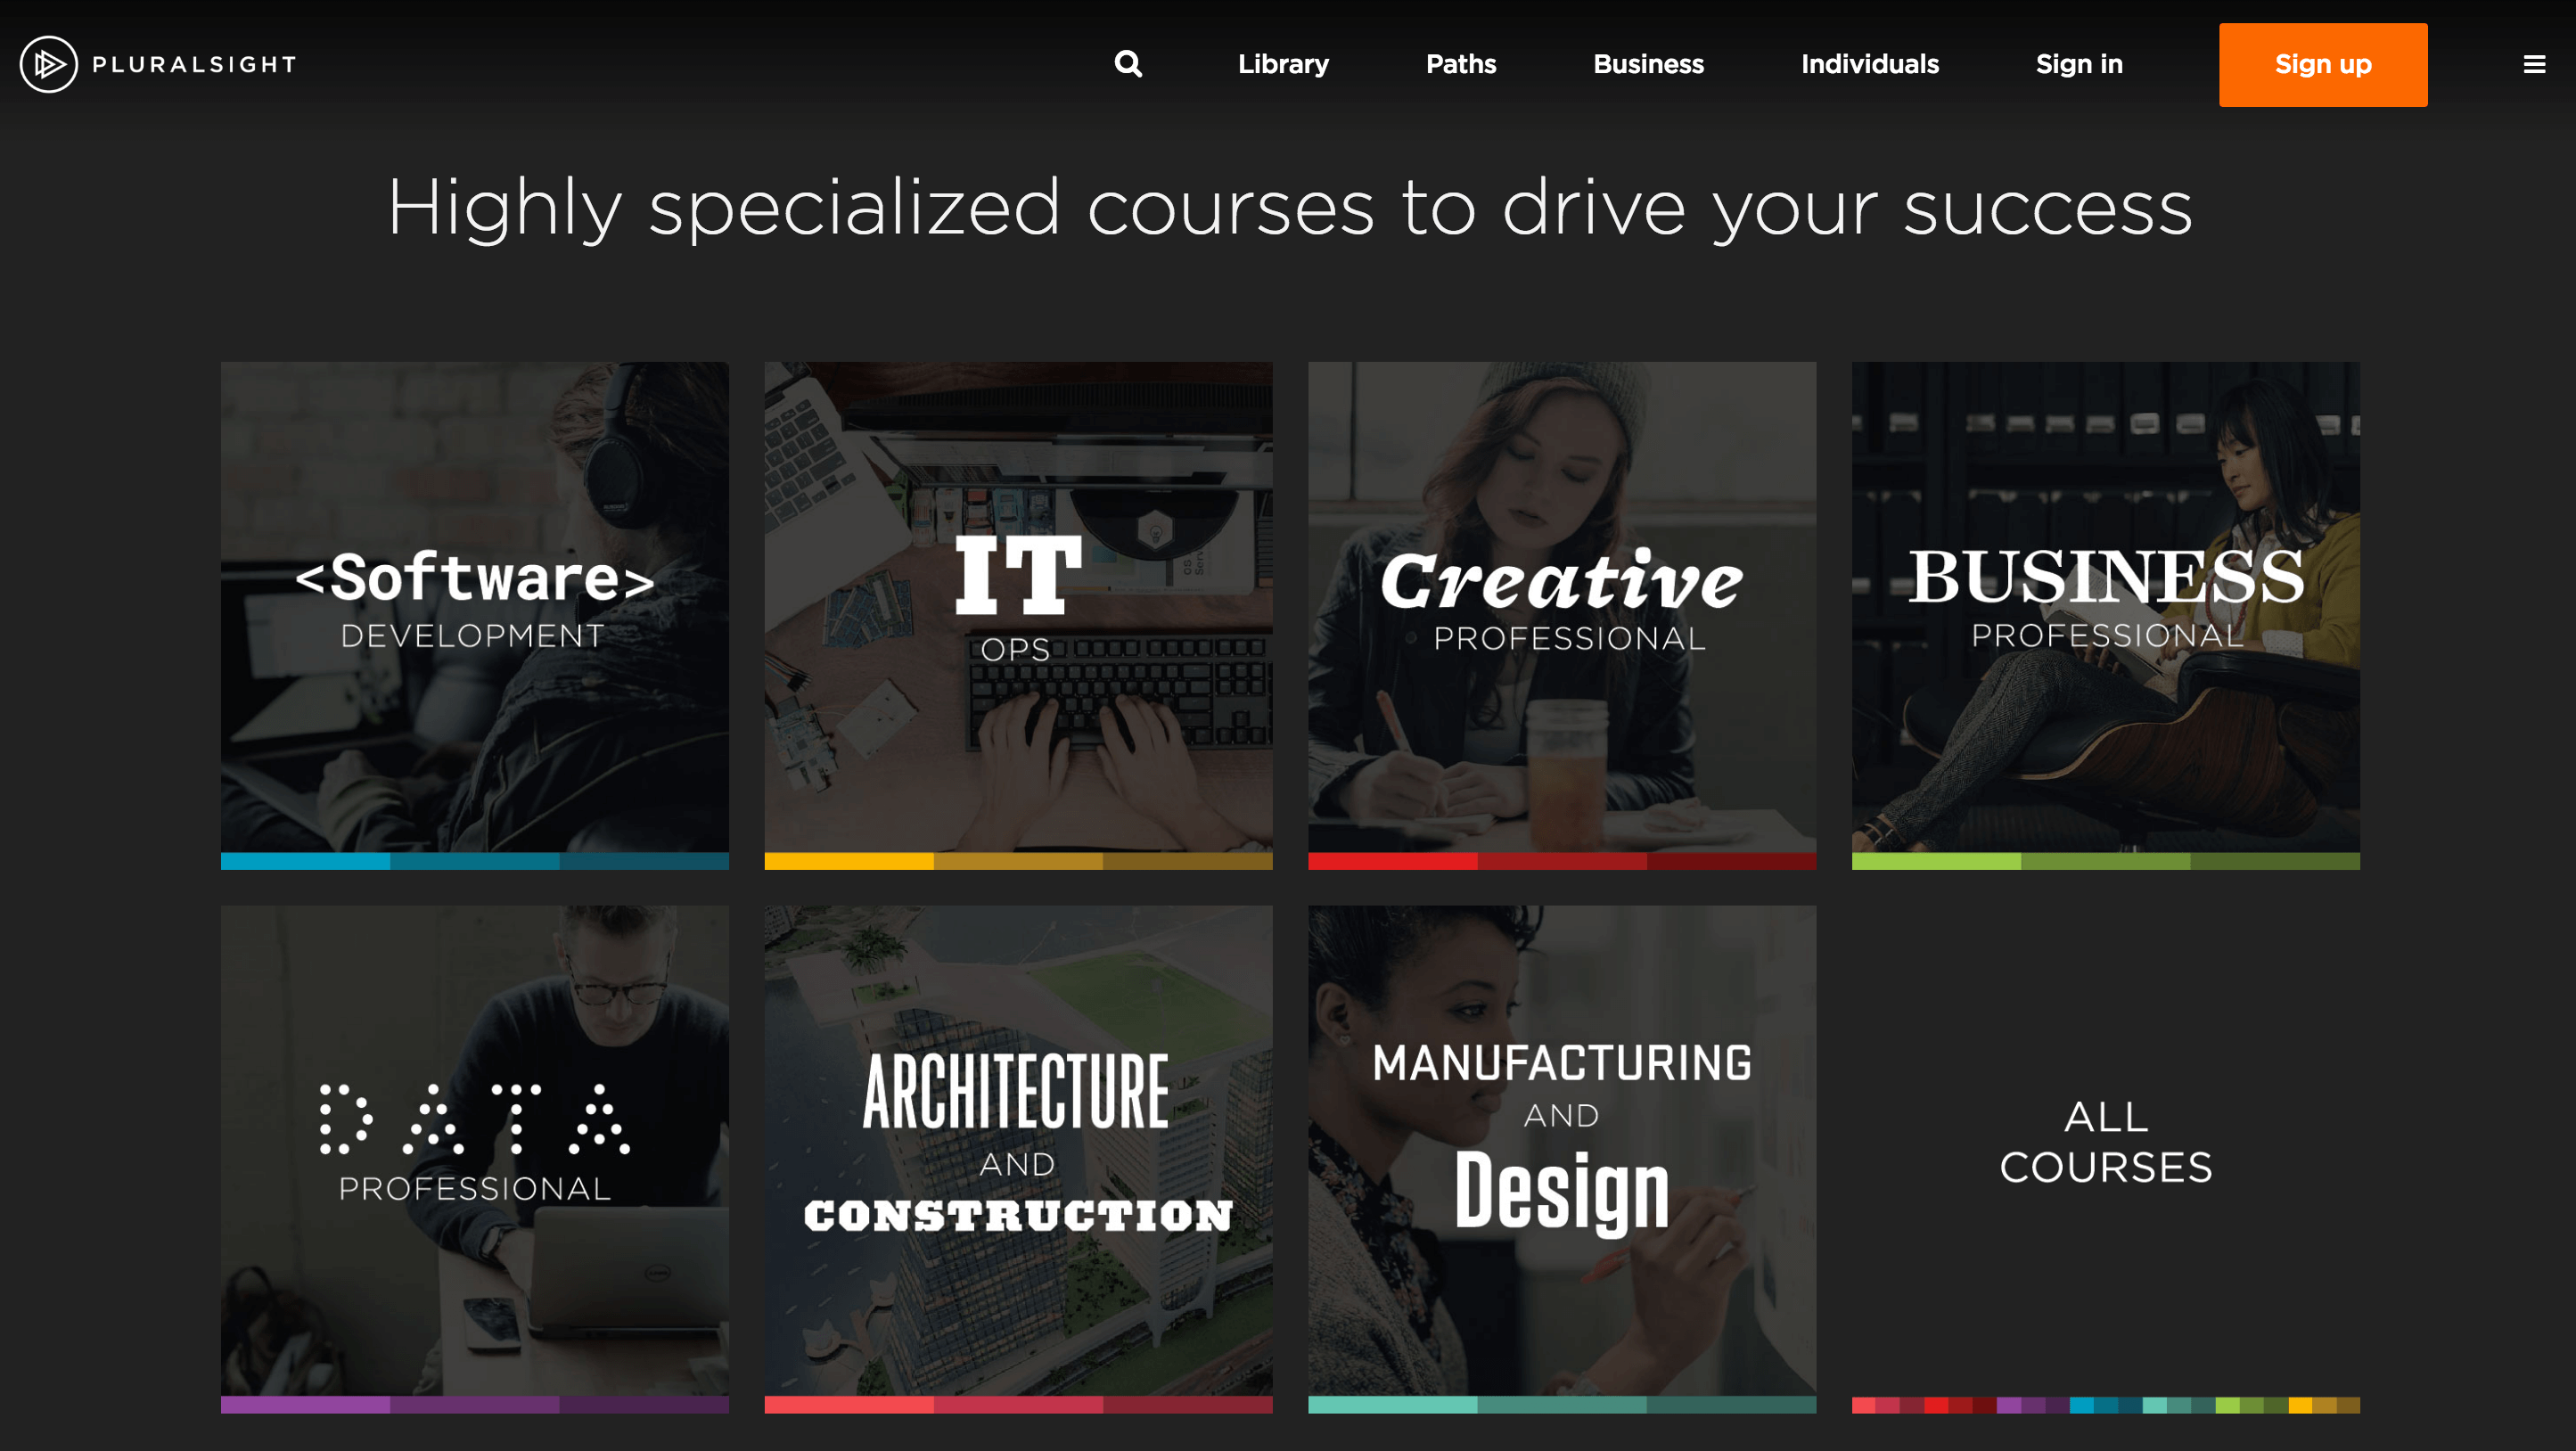 PLURALSIGHT
Library
Paths
Business
Individuals
Sign in
Sign up
Highly specialized courses to drive your success
<Software>
DEVELOPMENT
IT
OPS
Creative
PROFESSIONAL
BUSINESS
PROFESSIONAL
DATA
PROFESSIONAL
ARCHITECTURE
AND
CONSTRUCTION
MANUFACTURING
AND
Design
ALL
COURSES